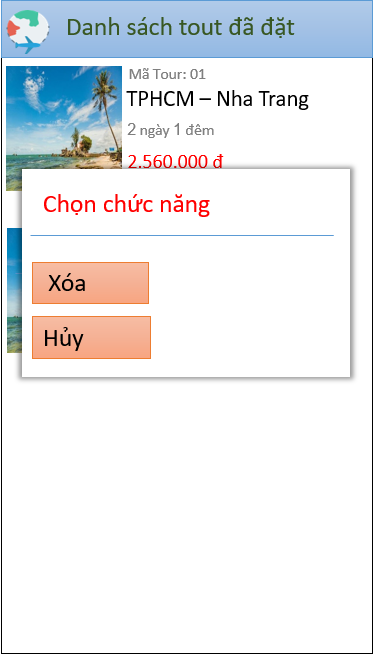 Danh sách tout đã đặt
Mã Tour: 01
TPHCM – Nha Trang
2 ngày 1 đêm
2.560.000 đ
Chọn chức năng
Xóa
Hủy